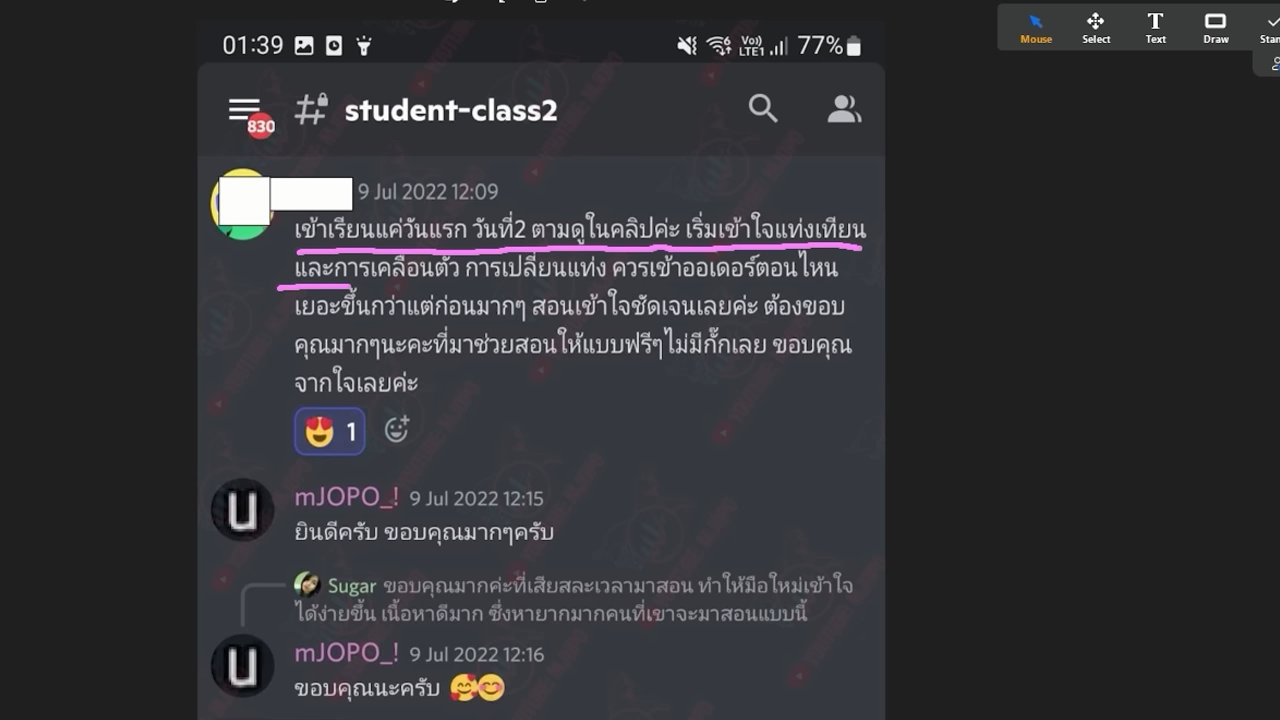 Mouse
Select
Text
Draw
01:39
Vo))
LTE1
77%
830
student-class2
9 Jul 2022 12:09
เข้าเรียนแค่วันแรก วันที่2 ตามดูในคลิปค่ะ เริ่มเข้าใจแท่งเทียน
และการเคลื่อนตัว การเปลี่ยนแท่ง ควรเข้าออเดอร์ตอนไหน
เยอะขึ้นกว่าแต่ก่อนมากๆ สอนเข้าใจชัดเจนเลยค่ะ ต้องขอบ
คุณมากๆนะคะที่มาช่วยสอนให้แบบฟรีๆไม่มีกั๊กเลย ขอบคุณ
จากใจเลยค่ะ
😍 1
U
mJOPO_! 9 Jul 2022 12:15
ยินดีครับ ขอบคุณมากๆครับ
Sugar ขอบคุณมากค่ะที่เสียสละเวลามาสอน ทำให้มือใหม่เข้าใจ
ได้ง่ายขึ้น เนื้อหาดีมาก ซึ่งหายากมากคนที่เขาจะมาสอนแบบนี้
U
mJOPO_! 9 Jul 2022 12:16
ขอบคุณนะครับ 🥰😊